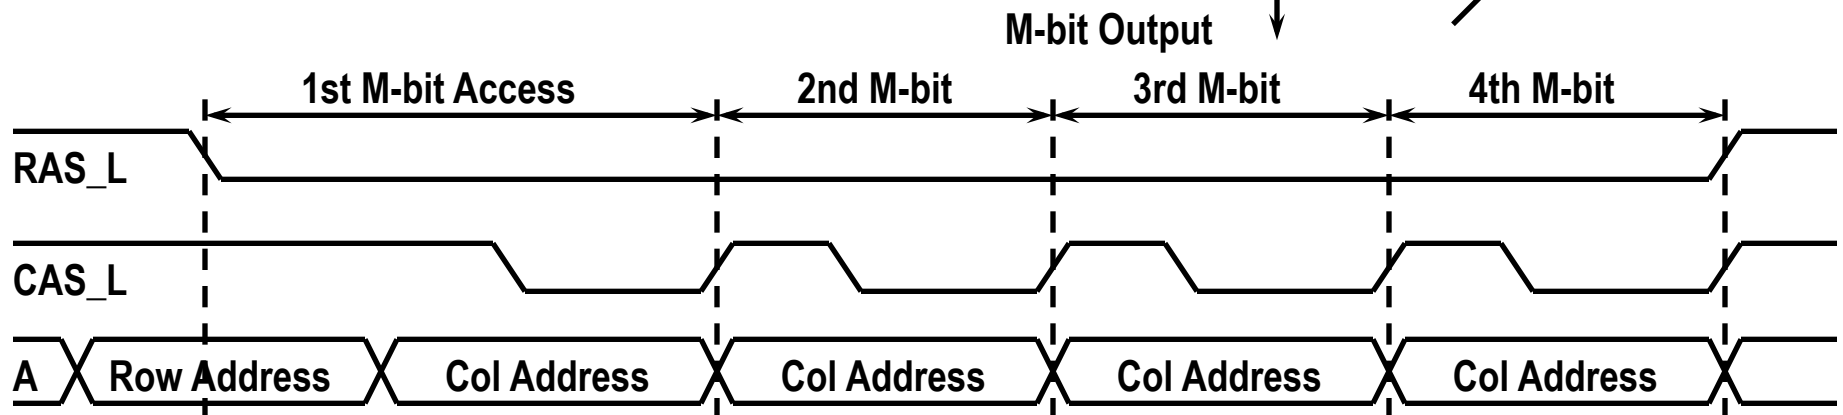 M-bit Output
1st M-bit Access 2nd M-bit 3rd M-bit 4th M-bit
RAS_L
CAS_L
A Row Address Col Address Col Address Col Address Col Address